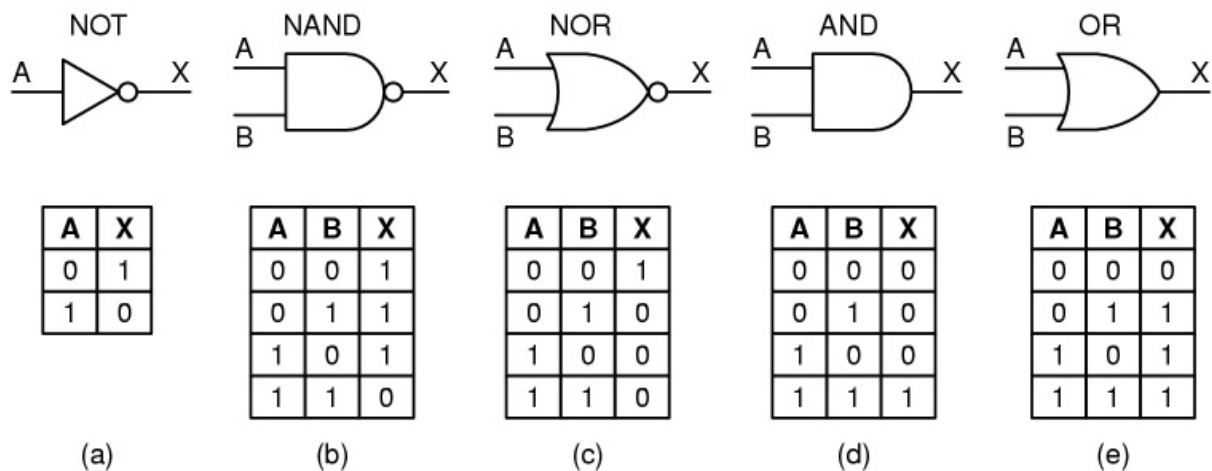 NOT NAND NOR AND OR
A X A B X A B X A B X A B X
A X A B X A B X A B X A B X
0 1 0 0 1 0 0 1 0 0 0 0 0 0
1 0 0 1 1 0 1 0 0 1 0 0 1 1
1 0 1 1 0 0 1 0 0 1 0 1
1 1 0 1 1 0 1 1 1 1 1 1
(a) (b) (c) (d) (e)